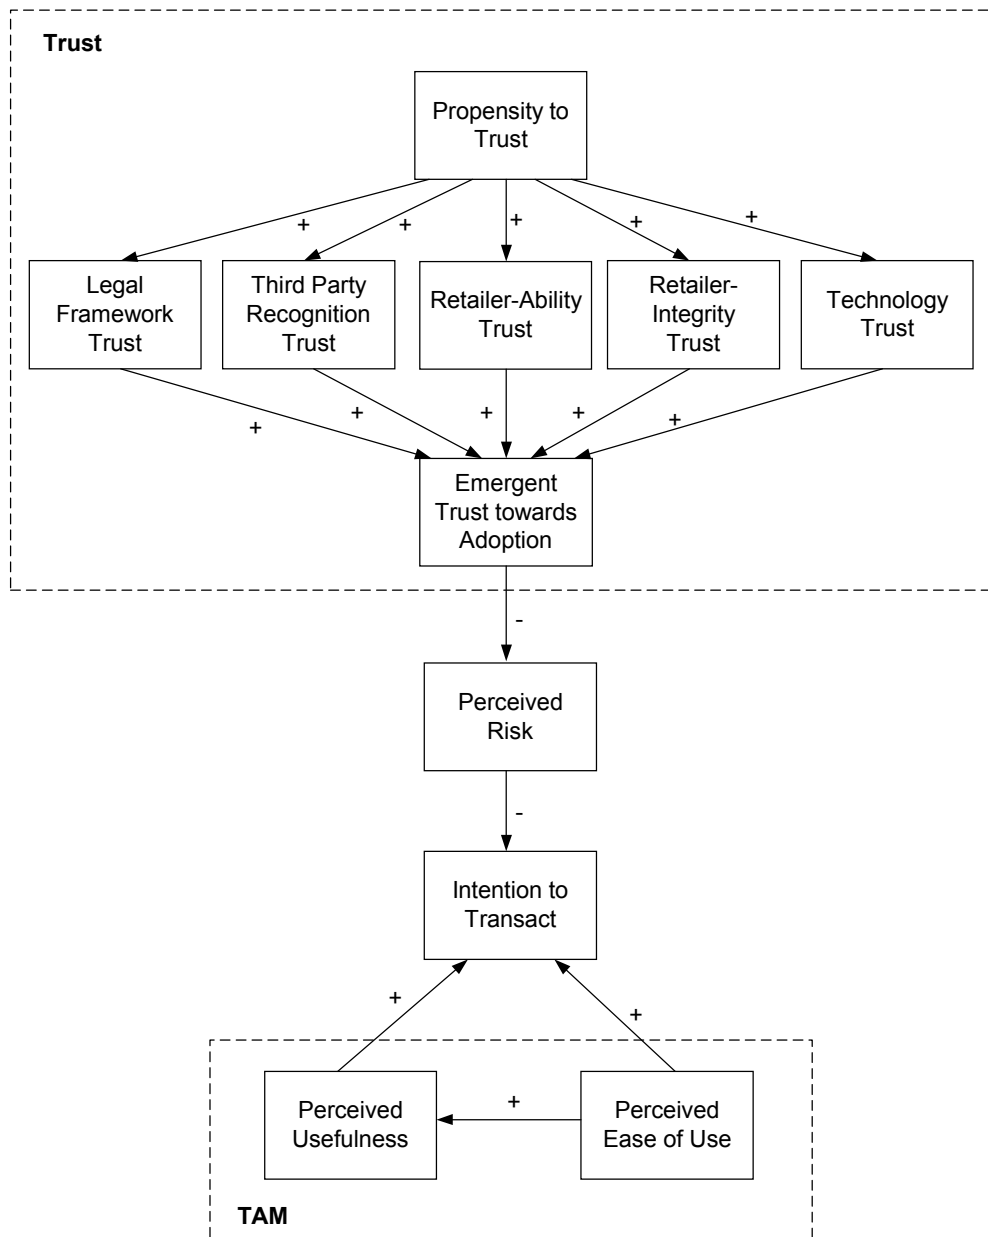 Trust
Propensity to
Trust
+
+
+
+
+
Legal
Framework
Trust
Third Party
Recognition
Trust
Retailer-Ability
Trust
Retailer-
Integrity
Trust
Technology
Trust
+
+
+
+
+
Emergent
Trust towards
Adoption
-
Perceived
Risk
-
Intention to
Transact
+
+
Perceived
Usefulness
+
Perceived
Ease of Use
TAM